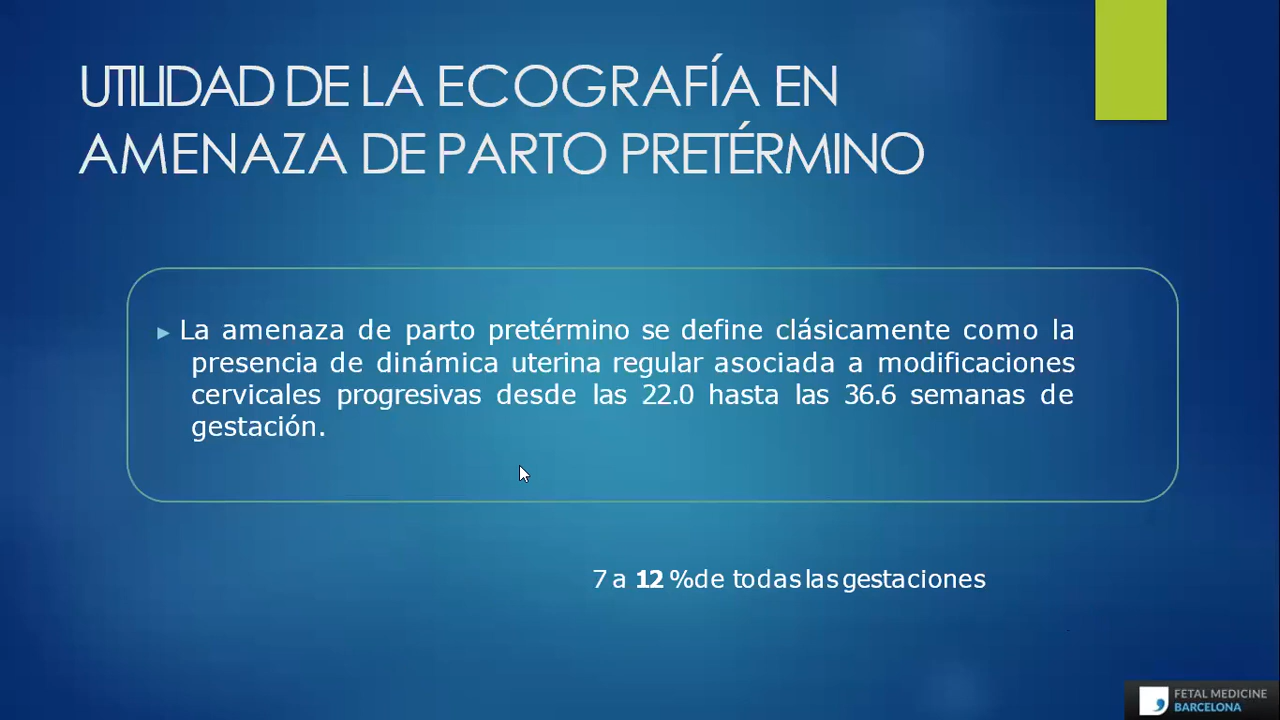 UTILIDAD DE LA ECOGRAFÍA EN
AMENAZA DE PARTO PRETÉRMINO
La amenaza de parto pretérmino se define clásicamente como la
presencia de dinámica uterina regular asociada a modificaciones
cervicales progresivas desde las 22.0 hasta las 36.6 semanas de
gestación.
7 a 12 % de todas las gestaciones
FETAL MEDICINE
BARCELONA